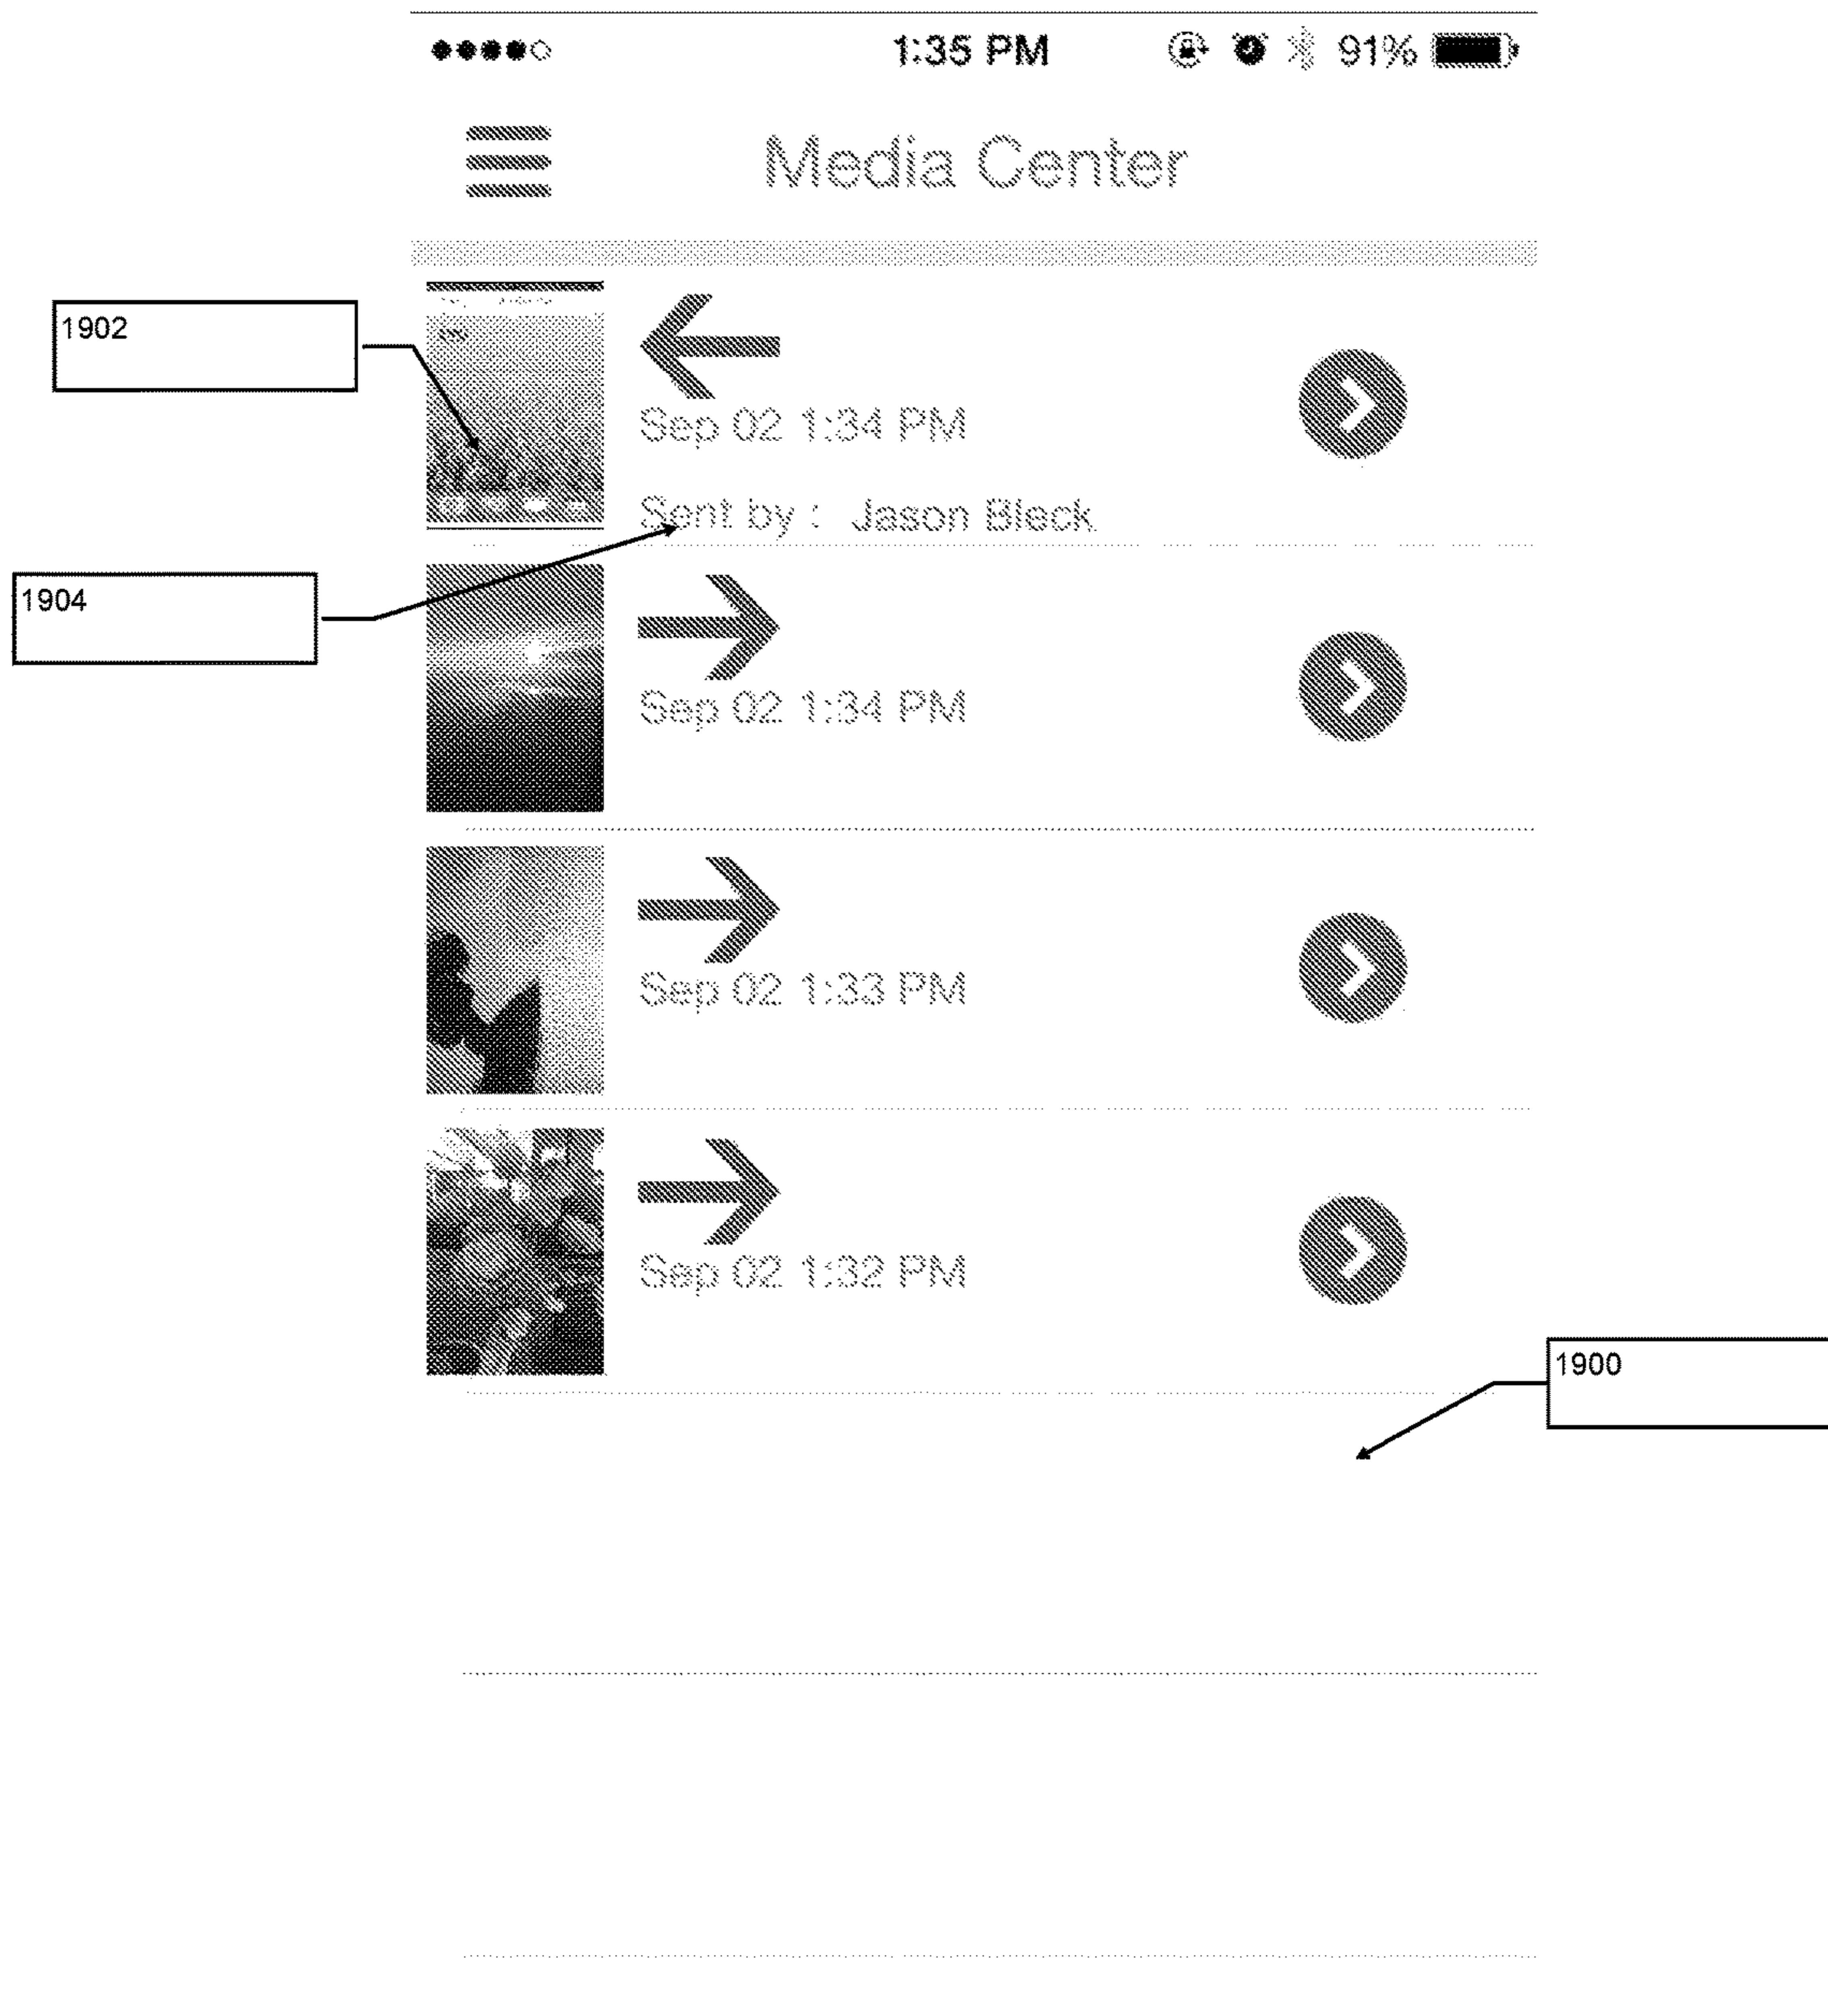 1:35 PM 91%
Media Center
1902
Sep 02 1:34 PM
Sent by : Jason Bleck
1904
Sep 02 1:34 PM
Sep 02 1:33 PM
Sep 02 1:32 PM
1900